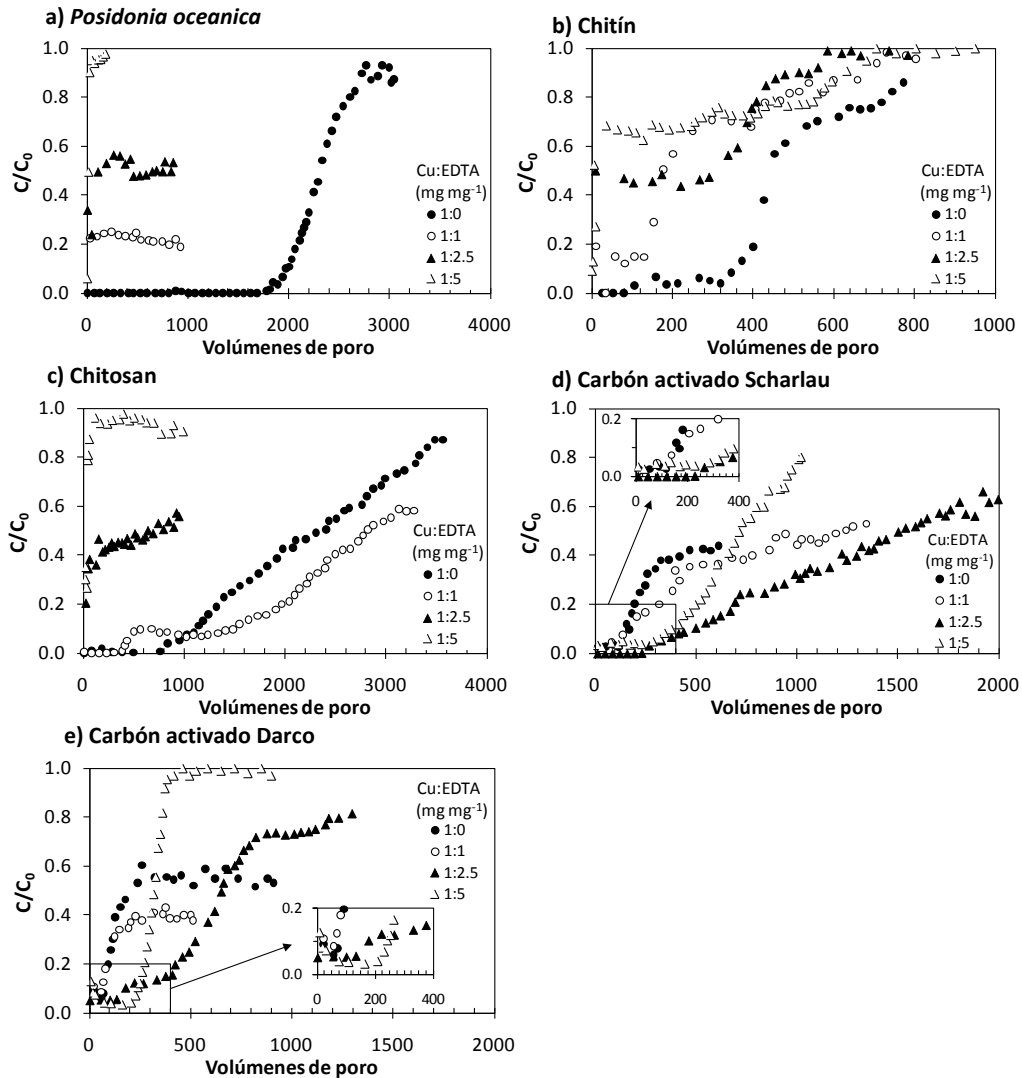 a) Posidonia oceanica
1.0
0.8
0.6
0.4
0.2
0.0
C/C0
Cu:EDTA
(mg mg-1)
1:0
1:1
1:2.5
1:5
0 1000 2000 3000 4000
Volúmenes de poro
b) Chitín
1.0
0.8
0.6
0.4
0.2
0.0
C/C0
Cu:EDTA
(mg mg-1)
1:0
1:1
1:2.5
1:5
0 200 400 600 800 1000
Volúmenes de poro
c) Chitosan
1.0
0.8
0.6
0.4
0.2
0.0
C/C0
Cu:EDTA
(mg mg-1)
1:0
1:1
1:2.5
1:5
0 1000 2000 3000 4000
Volúmenes de poro
d) Carbón activado Scharlau
1.0
0.8
0.6
0.4
0.2
0.0
C/C0
0.2
0.0
0 200 400
Cu:EDTA
(mg mg-1)
1:0
1:1
1:2.5
1:5
0 500 1000 1500 2000
Volúmenes de poro
e) Carbón activado Darco
1.0
0.8
0.6
0.4
0.2
0.0
C/C0
Cu:EDTA
(mg mg-1)
1:0
1:1
1:2.5
1:5
0.2
0.0
0 200 400
0 500 1000 1500 2000
Volúmenes de poro